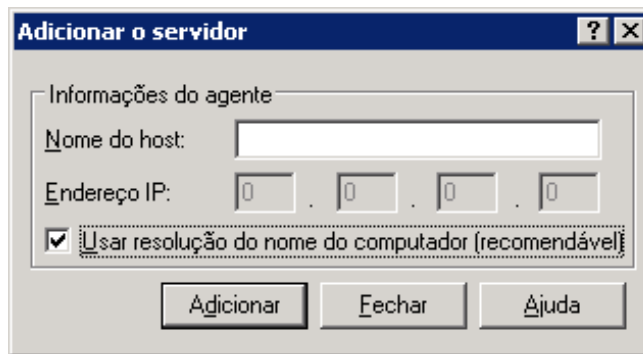 Adicionar o servidor
Informações do agente
Nome do host:
Endereço IP: 0 . 0 . 0 . 0
Usar resolução do nome do computador (recomendável)
Adicionar Fechar Ajuda